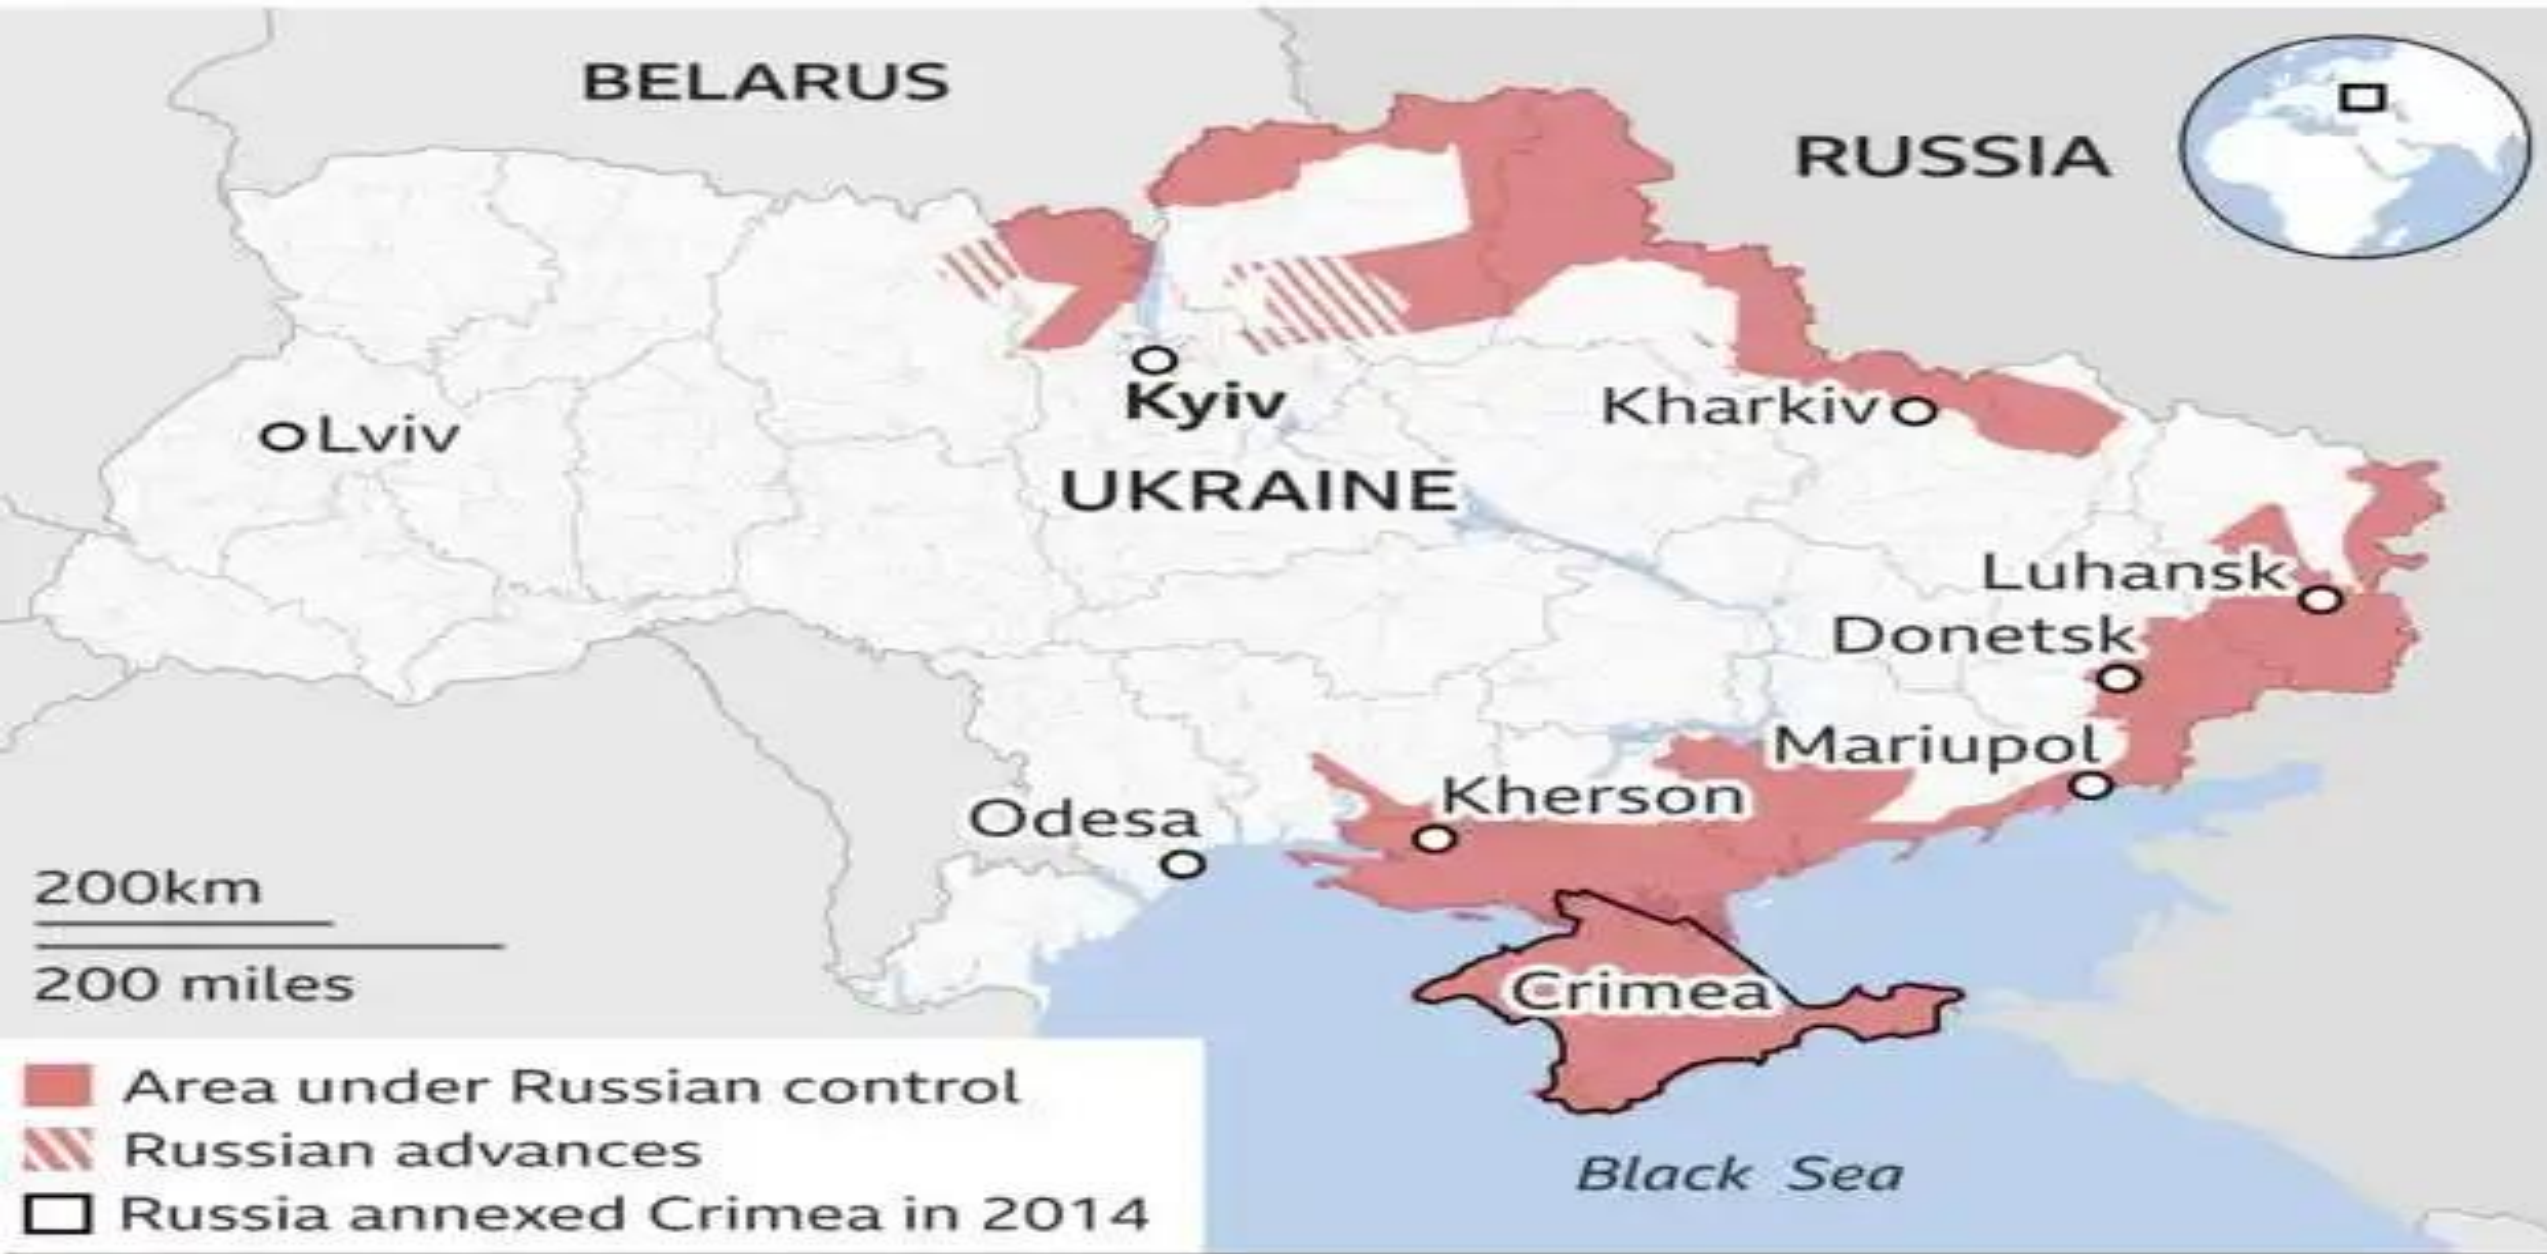 BELARUS
RUSSIA
Kyiv
Kharkiv
Lviv
UKRAINE
Luhansk
Donetsk
Mariupol
Kherson
Odesa
200km
200 miles
Crimea
Area under Russian control
Russian advances
Russia annexed Crimea in 2014
Black Sea